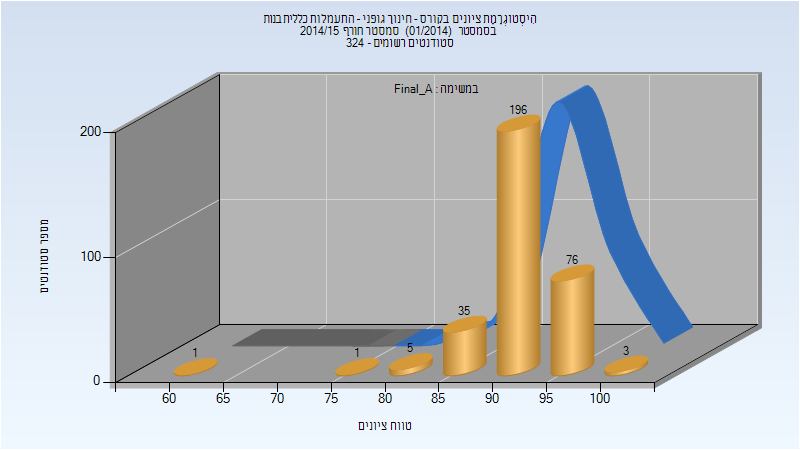 היסטוגרמת ציונים בקורס - חינוך גופני - התעמלות כללית בנות
בסמסטר (01/2014) סמסטר חורף 2014/15
סטודנטים רשומים - 324
במשימה : Final_A
מספר סטודנטים
200
100
0
1
1
5
35
196
76
3
60 65 70 75 80 85 90 95 100
טווח ציונים